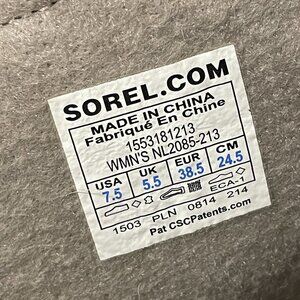 SOREL.COM
MADE IN CHINA
Fabriqué En Chine
1553181213
WMN'S NL2085-213
USA UK EUR CM
7.5 5.5 38.5 24.5
ECA-1
1503 PLN 0814 214
Pat CSCPatents.com